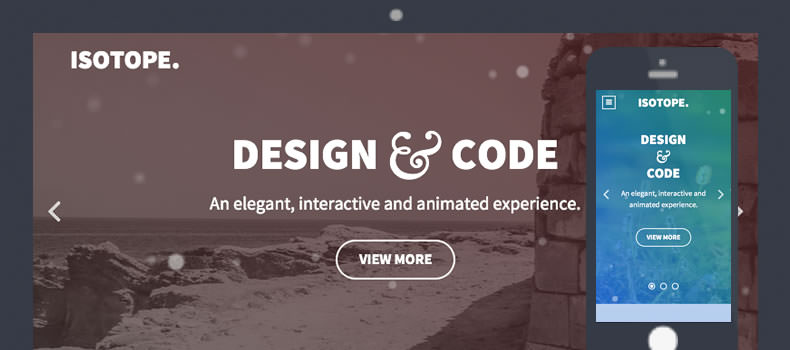 ISOTOPE.
DESIGN & CODE
An elegant, interactive and animated experience.
VIEW MORE
ISOTOPE.
DESIGN
&
CODE
An elegant, interactive and
animated experience.
VIEW MORE